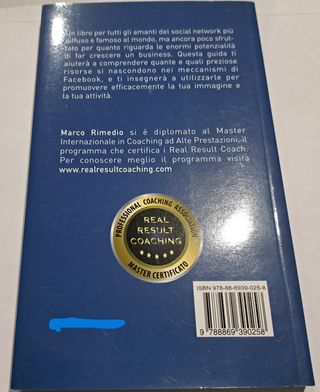 Un libro per tutti gli amanti del social network più
diffuso e famoso al mondo, ma ancora poco sfrut-
tato per quanto riguarda le enormi potenzialità
di far crescere un business. Questa guida ti
aiuterà a comprendere quante e quali preziose
risorse si nascondono nei meccanismi di
Facebook, e ti insegnerà a utilizzarle per
promuovere efficacemente la tua immagine e
la tua attività.
Marco Rimedio si è diplomato al Master
Internazionale in Coaching ad Alte Prestazioni, il
programma che certifica i Real Result Coach.
Per conoscere meglio il programma visita
www.realresultcoaching.com
PROFESSIONAL COACHING ASSOCIATION
REAL
RESULT
COACHING
MASTER CERTIFICATO
ISBN 978-88-6939-025-8
9 788869 390258